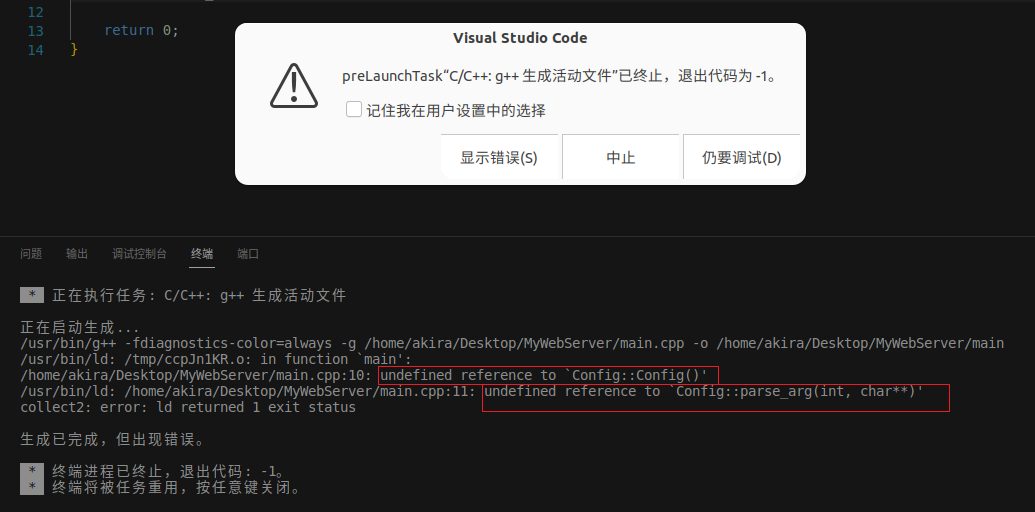 12
13 return 0;
14 }
Visual Studio Code
preLaunchTask“C/C++: g++ 生成活动文件”已终止，退出代码为 -1。
记住我在用户设置中的选择
显示错误(S) 中止 仍要调试(D)
问题 输出 调试控制台 终端 端口
* 正在执行任务: C/C++: g++ 生成活动文件
正在启动生成...
/usr/bin/g++ -fdiagnostics-color=always -g /home/akira/Desktop/MyWebServer/main.cpp -o /home/akira/Desktop/MyWebServer/main
/usr/bin/ld: /tmp/ccpJn1KR.o: in function `main':
/home/akira/Desktop/MyWebServer/main.cpp:10: undefined reference to `Config::Config()'
/usr/bin/ld: /home/akira/Desktop/MyWebServer/main.cpp:11: undefined reference to `Config::parse_arg(int, char**)'
collect2: error: ld returned 1 exit status
生成已完成，但出现错误。
* 终端进程已终止，退出代码: -1。
* 终端将被任务重用，按任意键关闭。